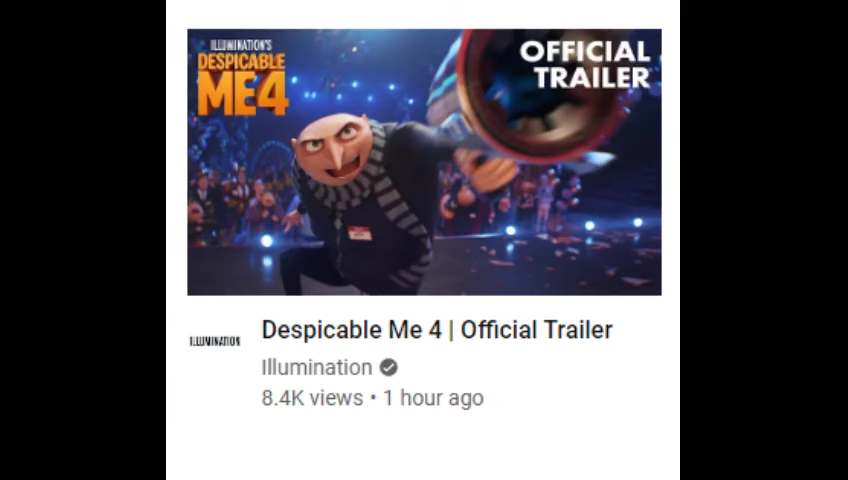 ILLUMINATION'S
DESPICABLE
ME4
OFFICIAL
TRAILER
ILLUMINATION
Despicable Me 4 | Official Trailer
Illumination
8.4K views • 1 hour ago